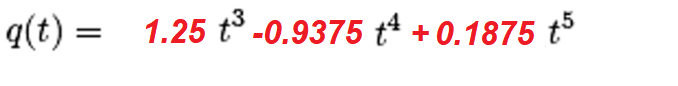 q(t) = 1.25 t³ -0.9375 t⁴ + 0.1875 t⁵